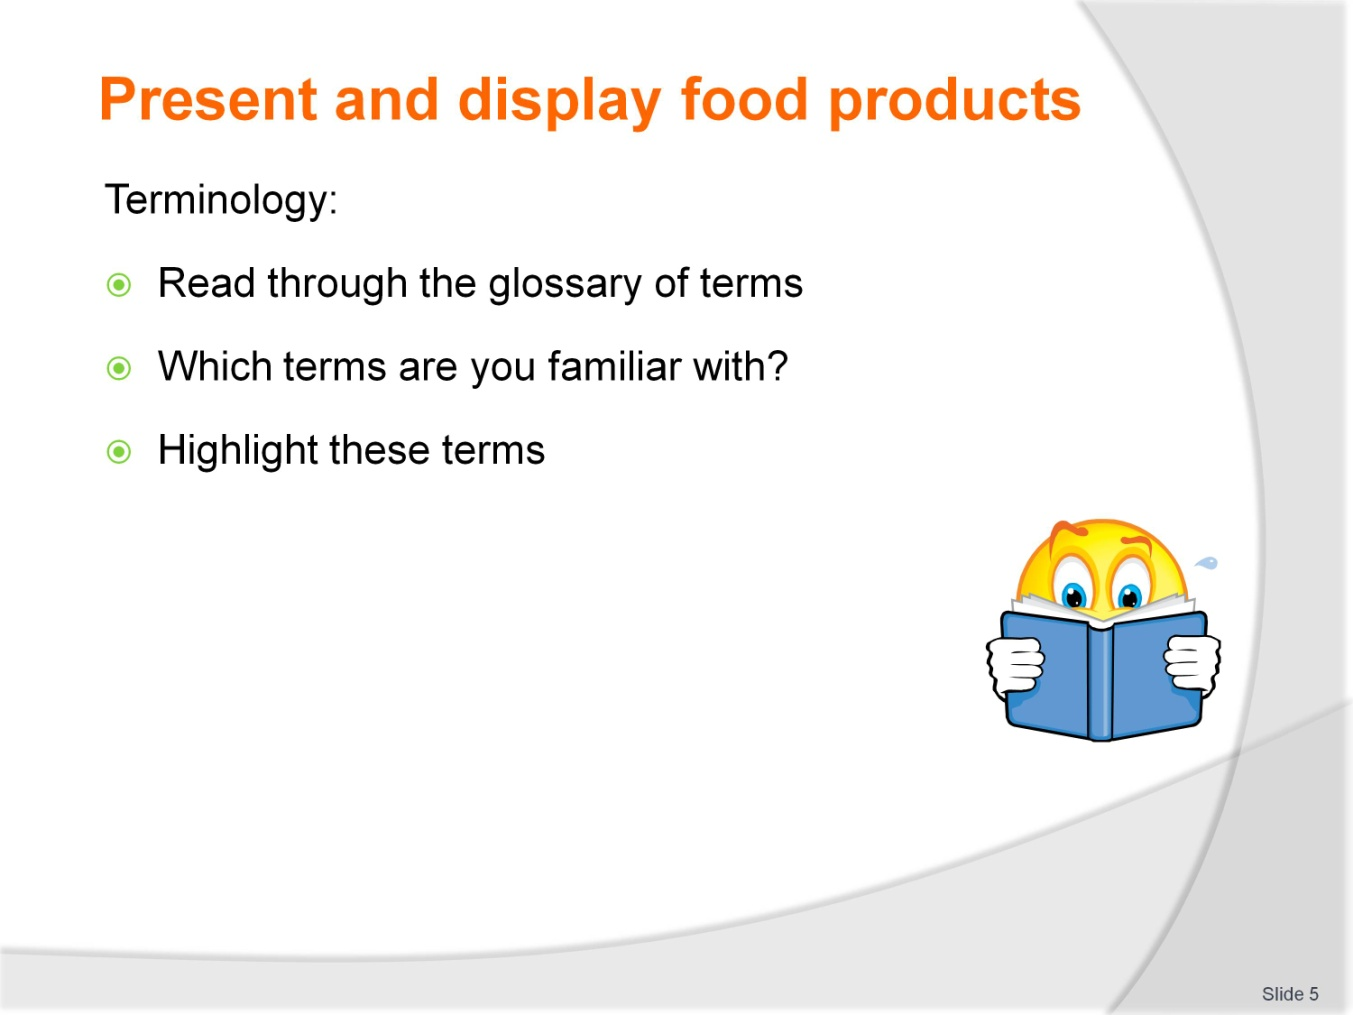 Present and display food products
Terminology:
Read through the glossary of terms
Which terms are you familiar with?
Highlight these terms
Slide 5